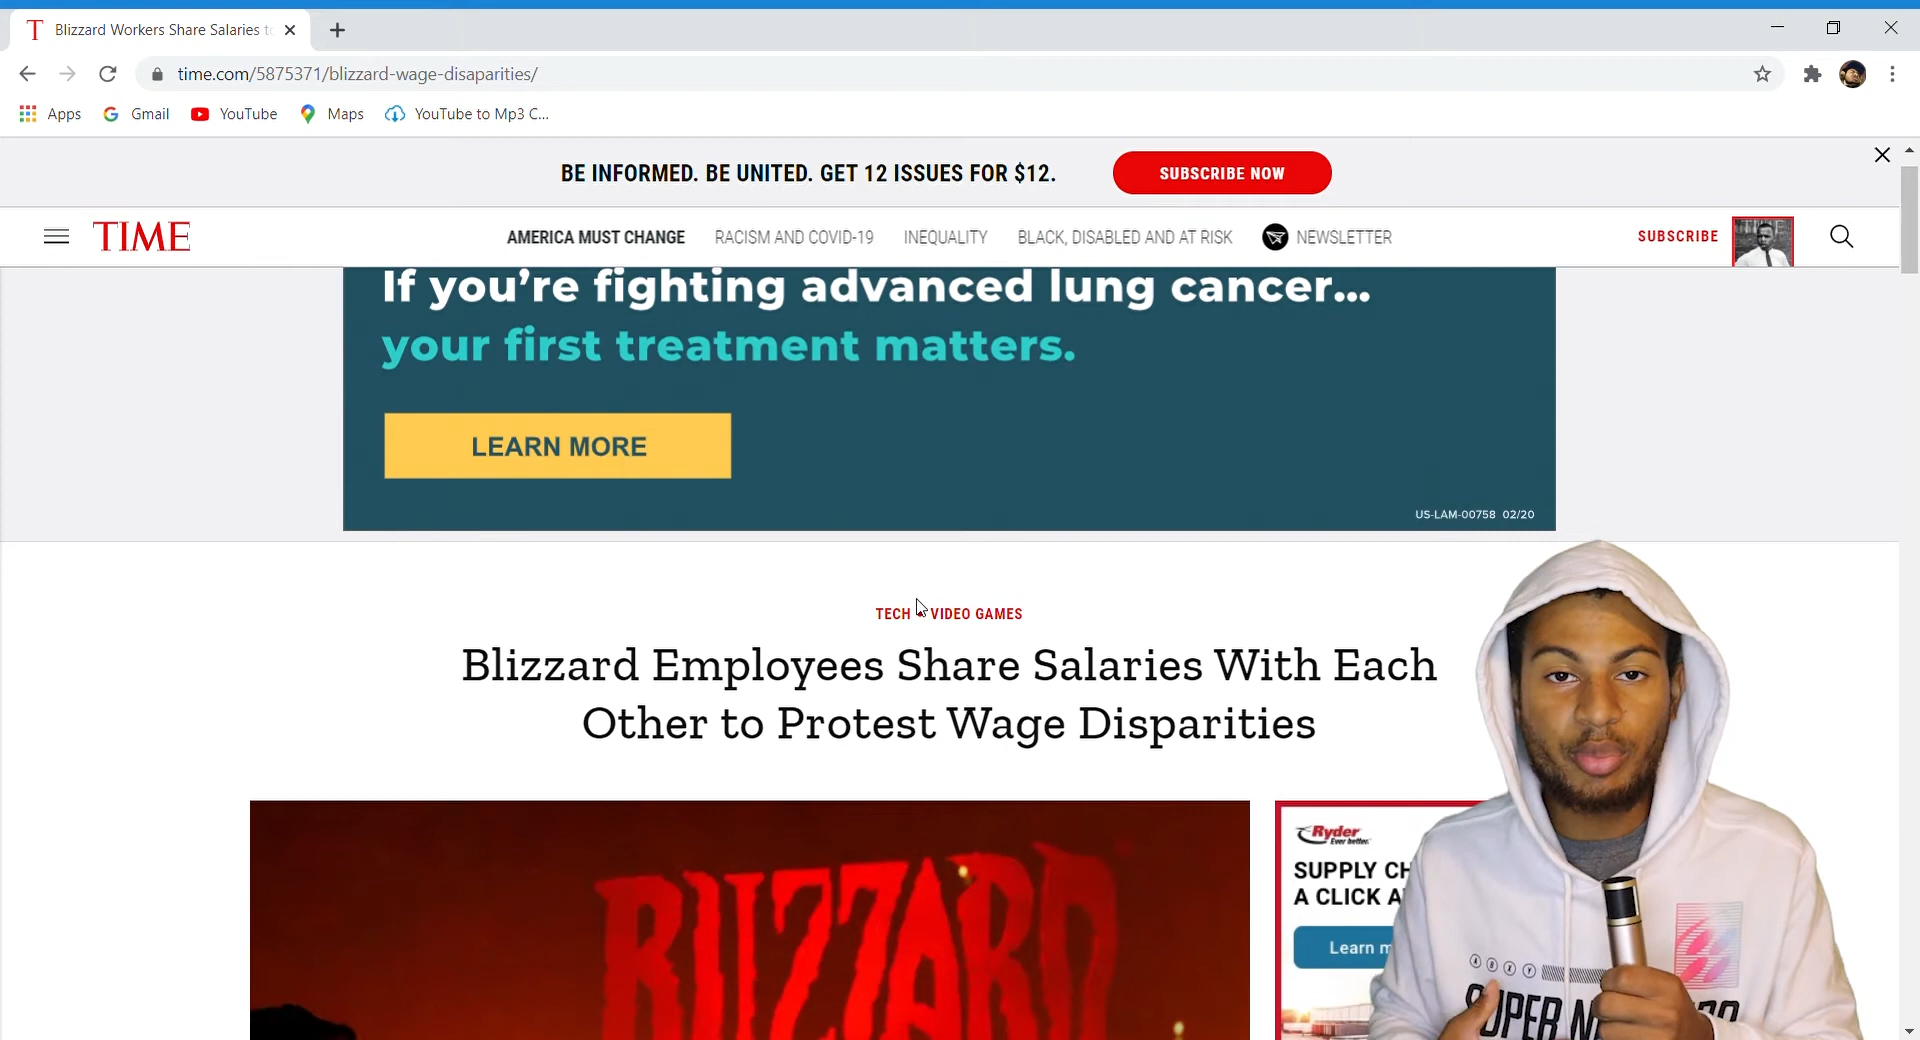 Blizzard Workers Share Salaries to
time.com/5875371/blizzard-wage-disaparities/
Apps Gmail YouTube Maps YouTube to Mp3 C...
BE INFORMED. BE UNITED. GET 12 ISSUES FOR $12. SUBSCRIBE NOW
TIME AMERICA MUST CHANGE RACISM AND COVID-19 INEQUALITY BLACK, DISABLED AND AT RISK NEWSLETTER SUBSCRIBE
If you're fighting advanced lung cancer...
your first treatment matters.
LEARN MORE
US-LAM-00758 02/20
TECH • VIDEO GAMES
Blizzard Employees Share Salaries With Each
Other to Protest Wage Disparities
BLIZZARD
Ryder
Ever better.
SUPPLY CH
A CLICK A
Learn m
A B X Y
SUPER N